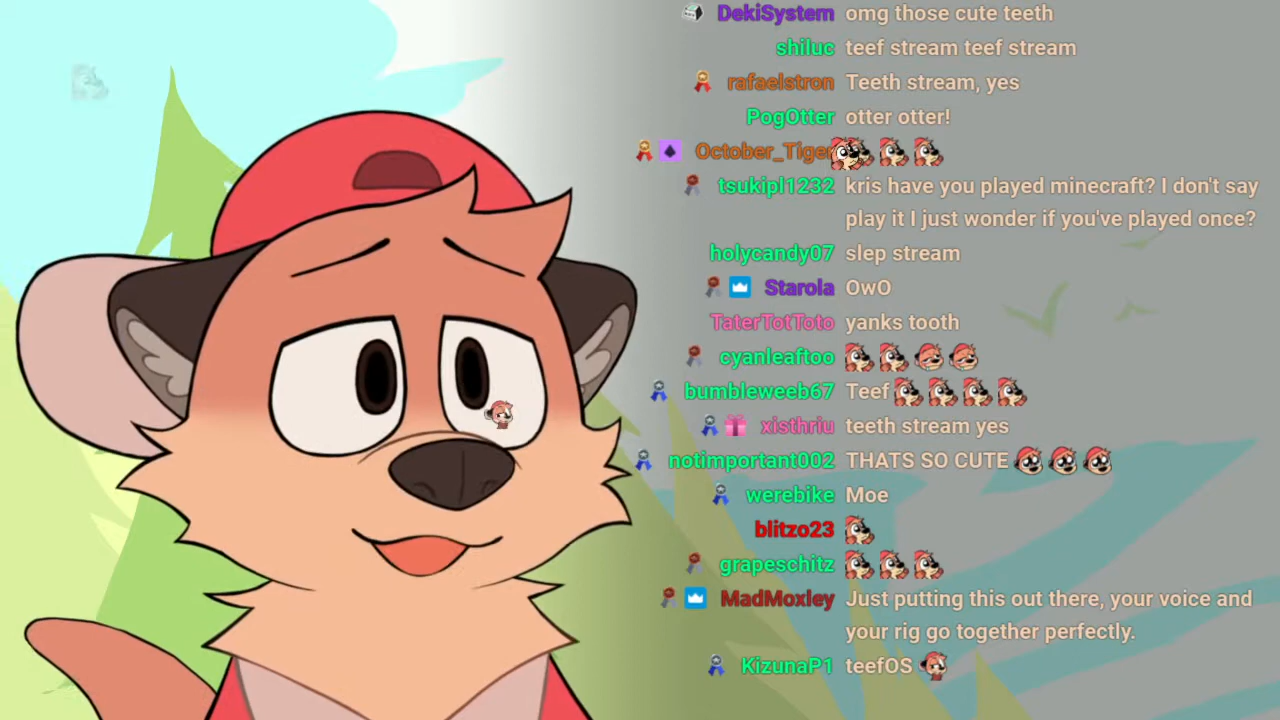 DekiSystem omg those cute teeth
shiluc teef stream teef stream
rafaelstron Teeth stream, yes
PogOtter otter otter!
October_Tiger
tsukipl1232 kris have you played minecraft? I don't say
play it I just wonder if you've played once?
holycandy07 slep stream
Starola OwO
TaterTotToto yanks tooth
cyanleaftoo
bumbleweeb67 Teef
xisthriu teeth stream yes
notimportant002 THATS SO CUTE
werebike Moe
blitzo23
grapeschitz
MadMoxley Just putting this out there, your voice and
your rig go together perfectly.
KizunaP1 teefOS